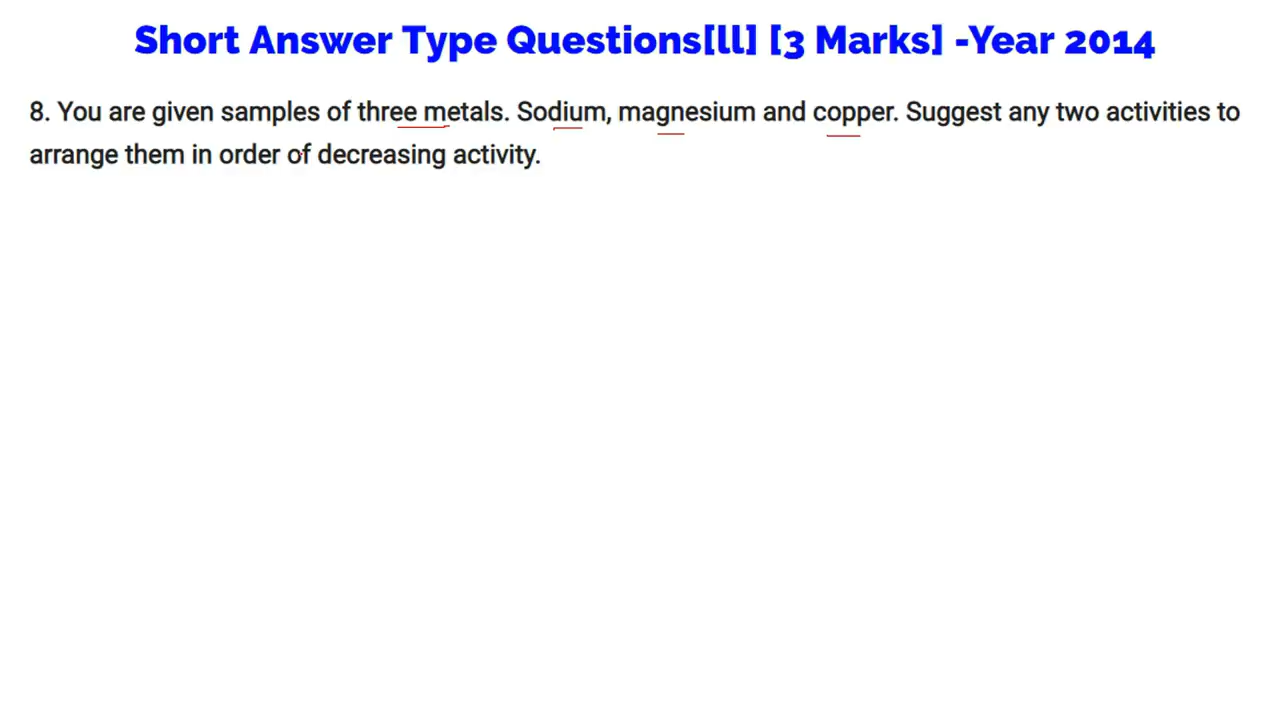 Short Answer Type Questions[ll] [3 Marks] -Year 2014
8. You are given samples of three metals. Sodium, magnesium and copper. Suggest any two activities to
arrange them in order of decreasing activity.